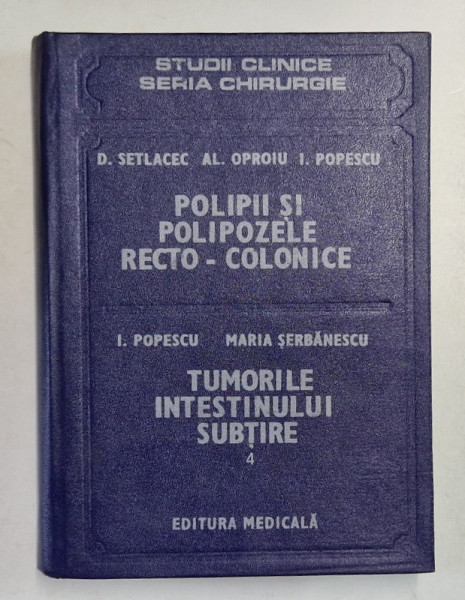 STUDII CLINICE
SERIA CHIRURGIE
D. SETLACEC AL. OPROIU I. POPESCU
POLIPII ȘI
POLIPOZELE
RECTO - COLONICE
I. POPESCU MARIA ȘERBĂNESCU
TUMORILE
INTESTINULUI
SUBȚIRE
4
EDITURA MEDICALĂ